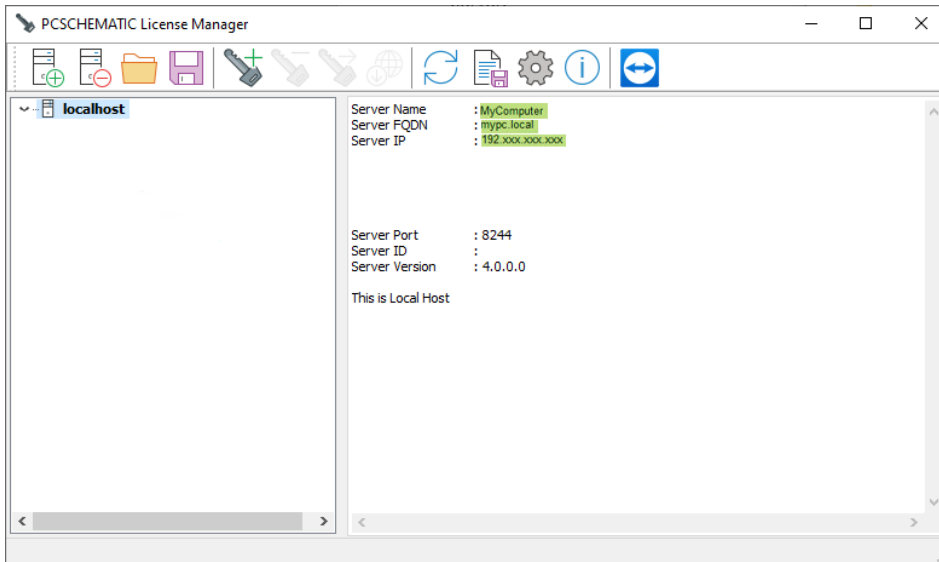 PCSCHEMATIC License Manager
localhost
Server Name : MyComputer
Server FQDN : mypc.local
Server IP : 192.xxx.xxx.xxx
Server Port : 8244
Server ID :
Server Version : 4.0.0.0
This is Local Host